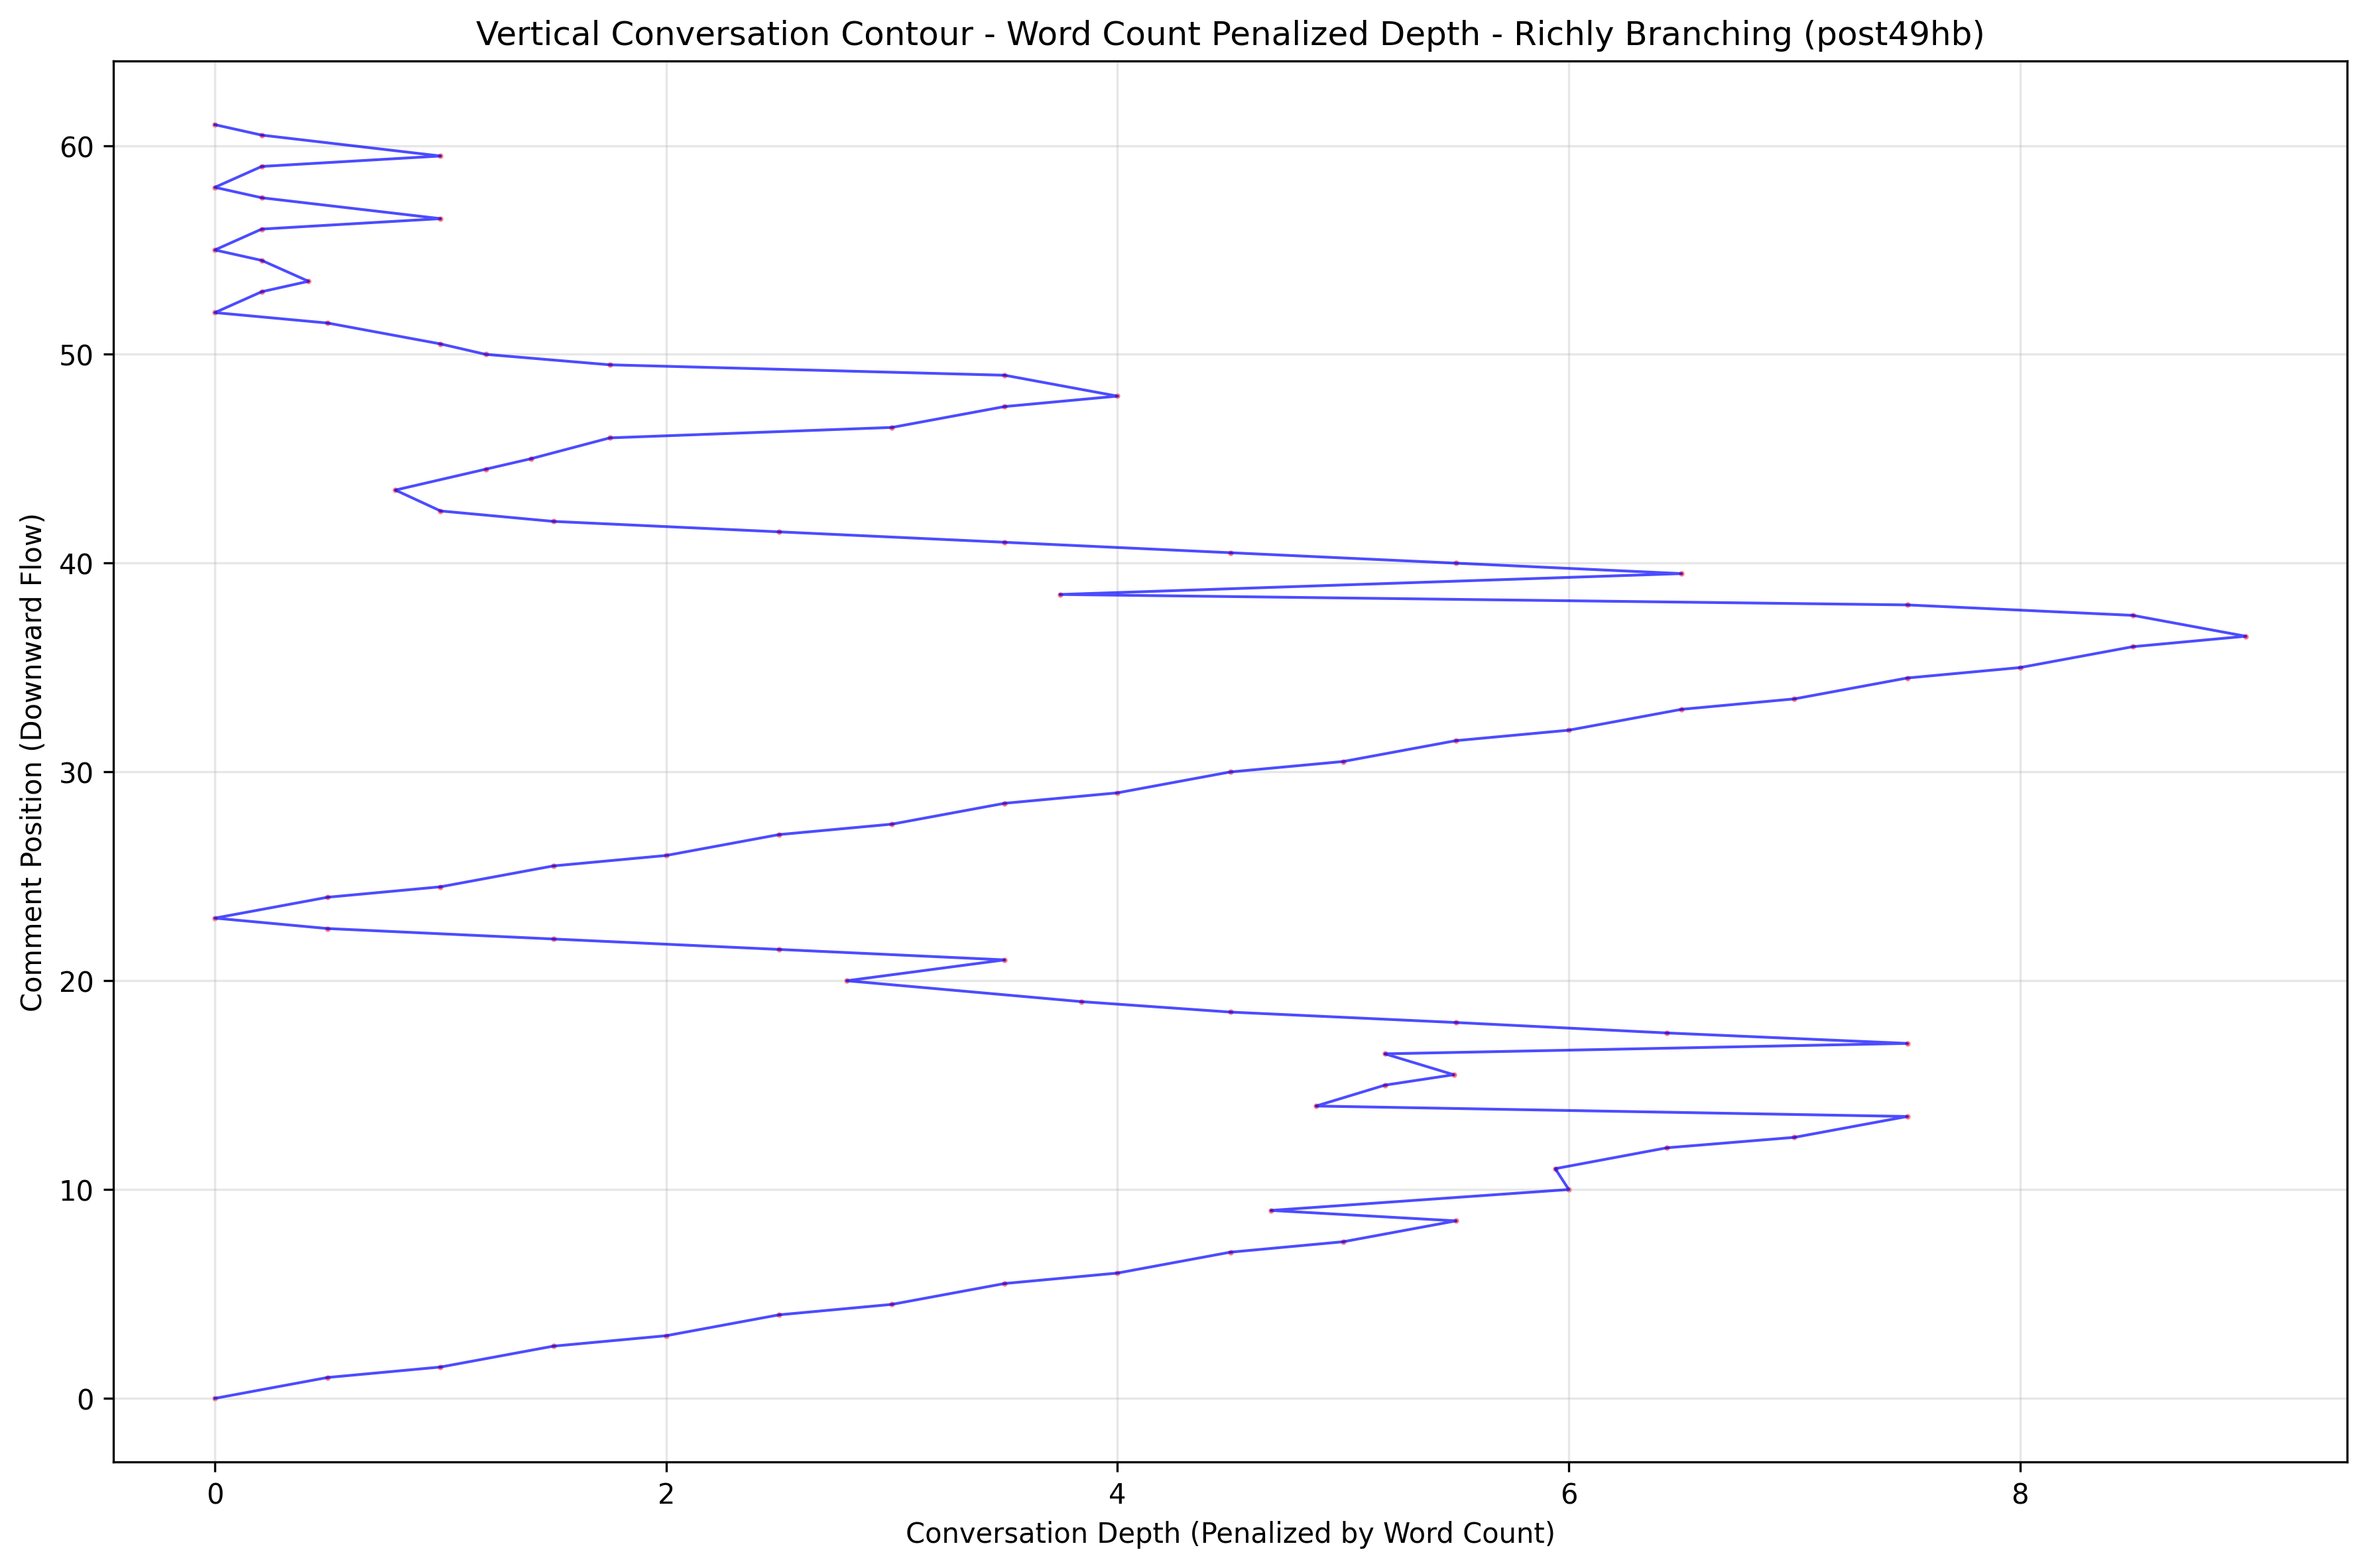 Vertical Conversation Contour - Word Count Penalized Depth - Richly Branching (post49hb)
Comment Position (Downward Flow)
60
50
40
30
20
10
0
0 2 4 6 8
Conversation Depth (Penalized by Word Count)